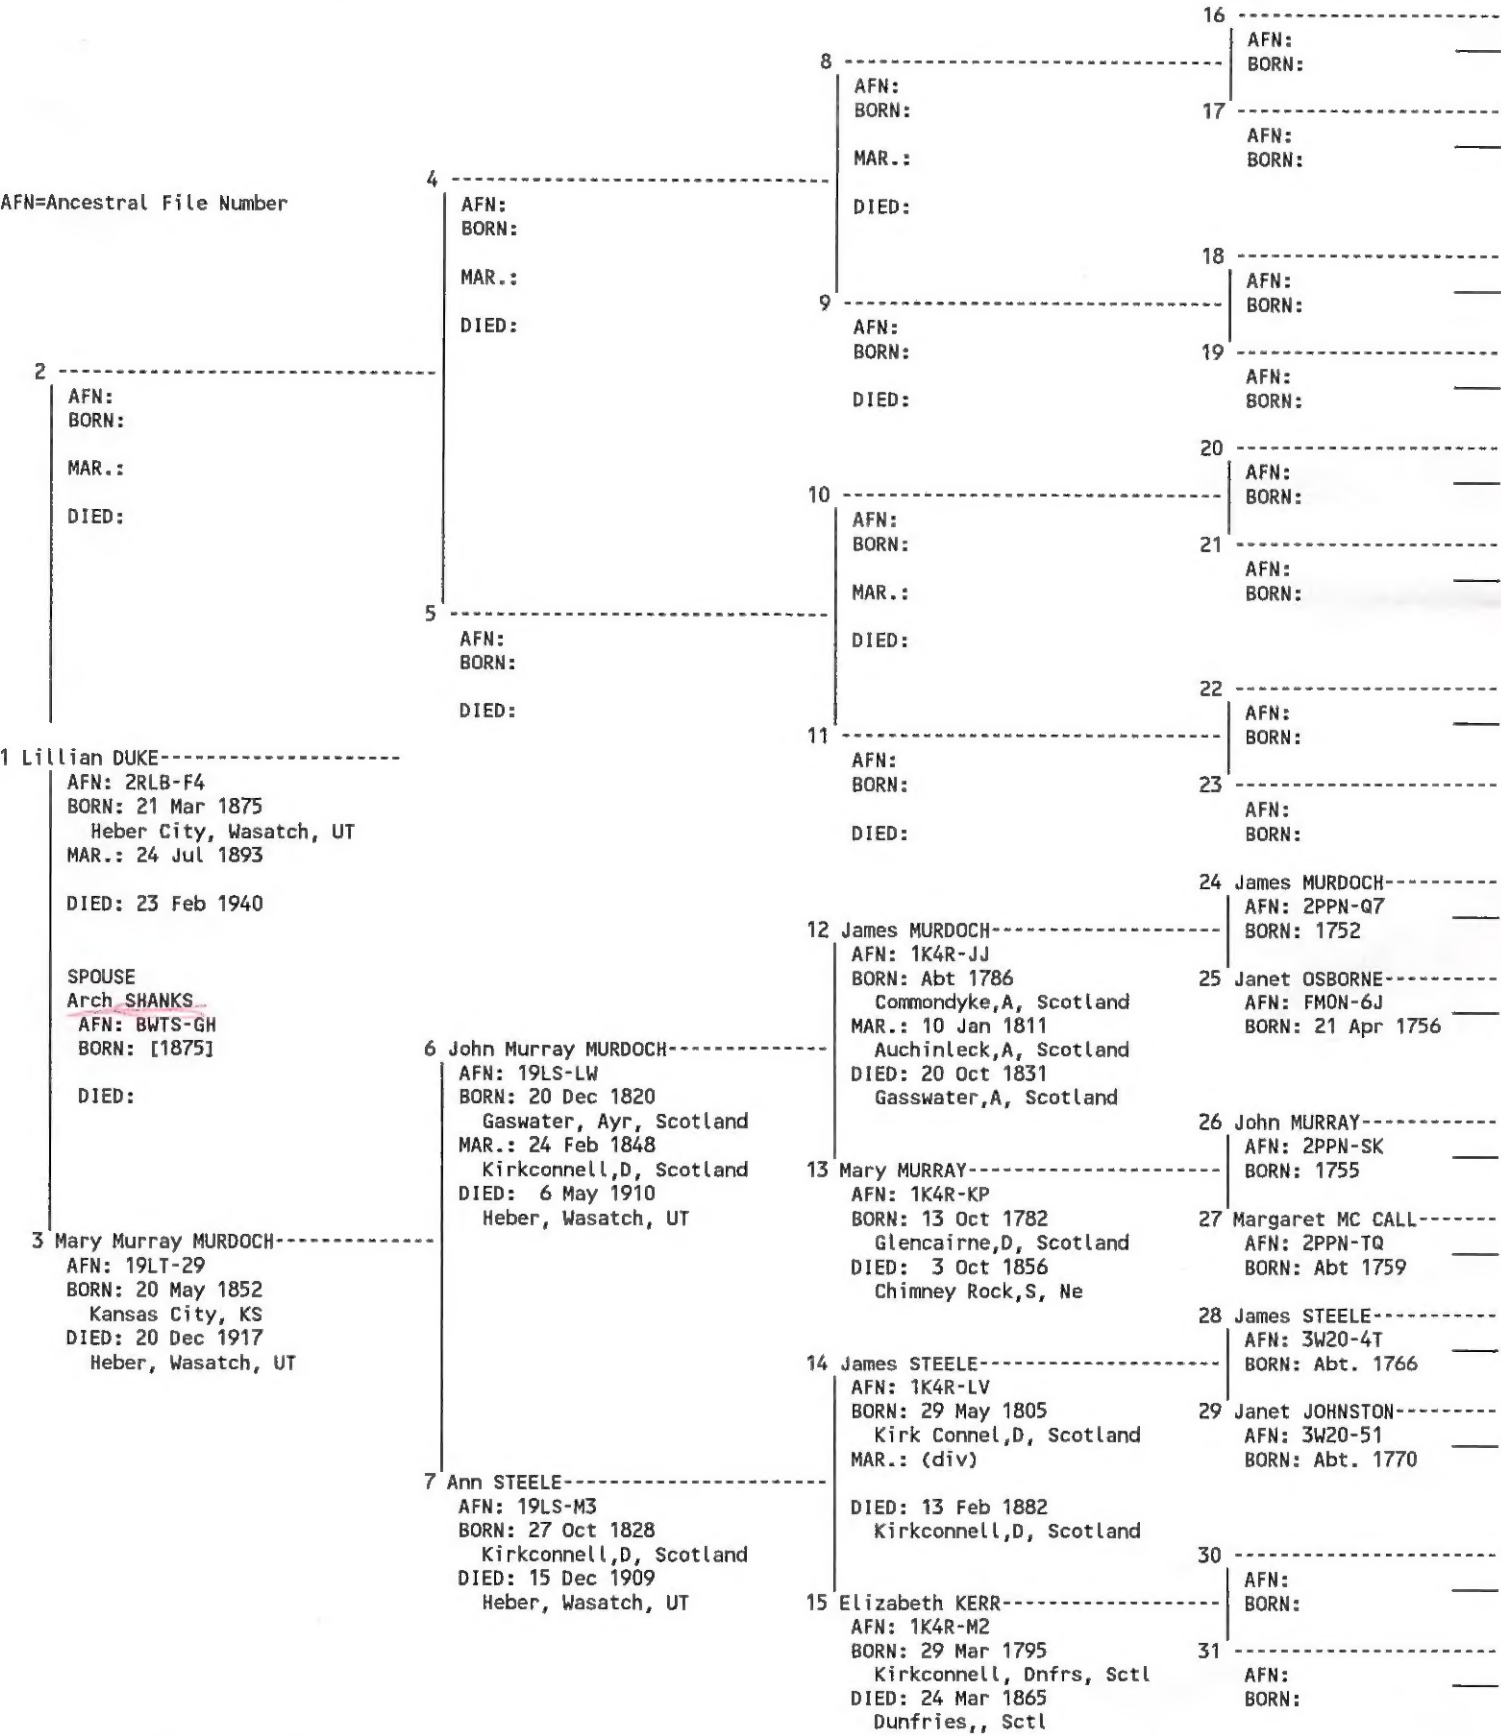 AFN=Ancestral File Number
1 Lillian DUKE---------------------
AFN: 2RLB-F4
BORN: 21 Mar 1875
Heber City, Wasatch, UT
MAR.: 24 Jul 1893
DIED: 23 Feb 1940
SPOUSE
Arch SHANKS
AFN: BWTS-GH
BORN: [1875]
DIED:
2 ---------------------------------
AFN:
BORN:
MAR.:
DIED:
3 Mary Murray MURDOCH--------------
AFN: 19LT-29
BORN: 20 May 1852
Kansas City, KS
DIED: 20 Dec 1917
Heber, Wasatch, UT
4 ---------------------------------
AFN:
BORN:
MAR.:
DIED:
5 ---------------------------------
AFN:
BORN:
DIED:
6 John Murray MURDOCH--------------
AFN: 19LS-LW
BORN: 20 Dec 1820
Gaswater, Ayr, Scotland
MAR.: 24 Feb 1848
Kirkconnell,D, Scotland
DIED:  6 May 1910
Heber, Wasatch, UT
7 Ann STEELE-----------------------
AFN: 19LS-M3
BORN: 27 Oct 1828
Kirkconnell,D, Scotland
DIED: 15 Dec 1909
Heber, Wasatch, UT
8 ---------------------------------
AFN:
BORN:
MAR.:
DIED:
9 ---------------------------------
AFN:
BORN:
DIED:
10 ---------------------------------
AFN:
BORN:
MAR.:
DIED:
11 ---------------------------------
AFN:
BORN:
DIED:
12 James MURDOCH--------------------
AFN: 1K4R-JJ
BORN: Abt 1786
Commondyke,A, Scotland
MAR.: 10 Jan 1811
Auchinleck,A, Scotland
DIED: 20 Oct 1831
Gasswater,A, Scotland
13 Mary MURRAY----------------------
AFN: 1K4R-KP
BORN: 13 Oct 1782
Glencairne,D, Scotland
DIED:  3 Oct 1856
Chimney Rock,S, Ne
14 James STEELE---------------------
AFN: 1K4R-LV
BORN: 29 May 1805
Kirk Connel,D, Scotland
MAR.: (div)
DIED: 13 Feb 1882
Kirkconnell,D, Scotland
15 Elizabeth KERR-------------------
AFN: 1K4R-M2
BORN: 29 Mar 1795
Kirkconnell, Dnfrs, Sctl
DIED: 24 Mar 1865
Dunfries,, Sctl
16 -----------------------
AFN:
BORN:
17 -----------------------
AFN:
BORN:
18 -----------------------
AFN:
BORN:
19 -----------------------
AFN:
BORN:
20 -----------------------
AFN:
BORN:
21 -----------------------
AFN:
BORN:
22 -----------------------
AFN:
BORN:
23 -----------------------
AFN:
BORN:
24 James MURDOCH----------
AFN: 2PPN-Q7
BORN: 1752
25 Janet OSBORNE----------
AFN: FMON-6J
BORN: 21 Apr 1756
26 John MURRAY------------
AFN: 2PPN-SK
BORN: 1755
27 Margaret MC CALL-------
AFN: 2PPN-TQ
BORN: Abt 1759
28 James STEELE-----------
AFN: 3W20-4T
BORN: Abt. 1766
29 Janet JOHNSTON---------
AFN: 3W20-51
BORN: Abt. 1770
30 -----------------------
AFN:
BORN:
31 -----------------------
AFN:
BORN: